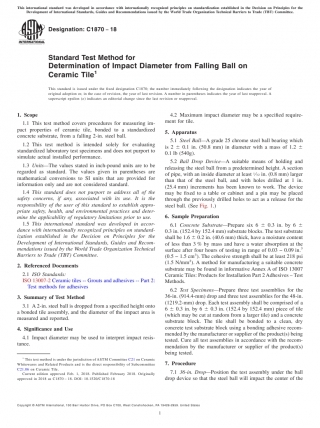 This international standard was developed in accordance with internationally recognized principles on standardization established in the Decision on Principles for the
Development of International Standards, Guides and Recommendations issued by the World Trade Organization Technical Barriers to Trade (TBT) Committee.
Designation: C1870 − 18
INTERNATIONAL
Standard Test Method for
Determination of Impact Diameter from Falling Ball on
Ceramic Tile¹
This standard is issued under the fixed designation C1870; the number immediately following the designation indicates the year of
original adoption or, in the case of revision, the year of last revision. A number in parentheses indicates the year of last reapproval. A
superscript epsilon (ε) indicates an editorial change since the last revision or reapproval.
1. Scope
1.1 This test method covers procedures for measuring im-
pact properties of ceramic tile, bonded to a standardized
concrete substrate, from a falling 2-in. steel ball.
1.2 This test method is intended solely for evaluating
standardized laboratory test specimens and does not purport to
simulate actual installed performance.
1.3 Units—The values stated in inch-pound units are to be
regarded as standard. The values given in parentheses are
mathematical conversions to SI units that are provided for
information only and are not considered standard.
1.4 This standard does not purport to address all of the
safety concerns, if any, associated with its use. It is the
responsibility of the user of this standard to establish appro-
priate safety, health, and environmental practices and deter-
mine the applicability of regulatory limitations prior to use.
1.5 This international standard was developed in accor-
dance with internationally recognized principles on standard-
ization established in the Decision on Principles for the
Development of International Standards, Guides and Recom-
mendations issued by the World Trade Organization Technical
Barriers to Trade (TBT) Committee.
2. Referenced Documents
2.1 ISO Standards:
ISO 13007-2 Ceramic tiles – Grouts and adhesives – Part 2:
Test methods for adhesives
3. Summary of Test Method
3.1 A 2-in. steel ball is dropped from a specified height onto
a bonded tile assembly, and the diameter of the impact area is
measured and reported.
4. Significance and Use
4.1 Impact diameter may be used to interpret impact resis-
tance.
¹ This test method is under the jurisdiction of ASTM Committee C21 on Ceramic
Whitewares and Related Products and is the direct responsibility of Subcommittee
C21.06 on Ceramic Tile.
Current edition approved Feb. 1, 2018. Published February 2018. Originally
approved in 2018 as C1870 – 18. DOI: 10.1520/C1870-18
4.2 Maximum impact diameter may be a specified require-
ment for tile.
5. Apparatus
5.1 Steel Ball—A grade 25 chrome steel ball bearing which
is 2 ± 0.1 in. (50.8 mm) in diameter with a mass of 1.2 ±
0.1 lb (540g).
5.2 Ball Drop Device—A suitable means of holding and
releasing the steel ball from a predetermined height. A section
of pipe, with an inside diameter at least 1⁄32 in. (0.8 mm) larger
than that of the steel ball, and with holes drilled at 1 in.
(25.4 mm) increments has been known to work. The device
may be fixed to a table or cabinet and a pin may be placed
through the previously drilled holes to act as a release for the
steel ball. (See Fig. 1.)
6. Sample Preparation
6.1 Concrete Substrate—Prepare six 6 ± 0.3 in. by 6 ±
0.3 in. (152.4 by 152.4 mm) substrate blocks. The test substrate
shall be 1.6 ± 0.2 in. (40.6 mm) thick, have a moisture content
of less than 3 % by mass and have a water absorption at the
surface after four hours of testing in range of 0.03 – 0.09 in.³
(0.5 – 1.5 cm³). The cohesive strength shall be at least 218 psi
(1.5 N/mm²). A method for manufacturing a suitable concrete
substrate may be found in informative Annex A of ISO 13007
Ceramic Tiles: Products for Installation Part 2 Adhesives – Test
Methods.
6.2 Test Specimens—Prepare three test assemblies for the
36-in. (914.4 mm) drop and three test assemblies for the 48-in.
(1219.2 mm) drop. Each test assembly shall be comprised of a
6 ± 0.3 in. by 6 ± 0.3 in. (152.4 by 152.4 mm) piece of tile
(which may be cut at random from a larger tile) and a concrete
substrate block. The tile shall be bonded to a clean, dry
concrete test substrate block using a bonding adhesive recom-
mended by the manufacturer or supplier of the product(s) being
tested. Cure all test assemblies in accordance with the recom-
mendation by the manufacturer or supplier of the product(s)
being tested.
7. Procedure
7.1 36-in. Drop—Position the test assembly under the ball
drop device so that the steel ball will impact the center of the
Copyright © ASTM International, 100 Barr Harbor Drive, PO Box C700, West Conshohocken, PA 19428-2959. United States
1